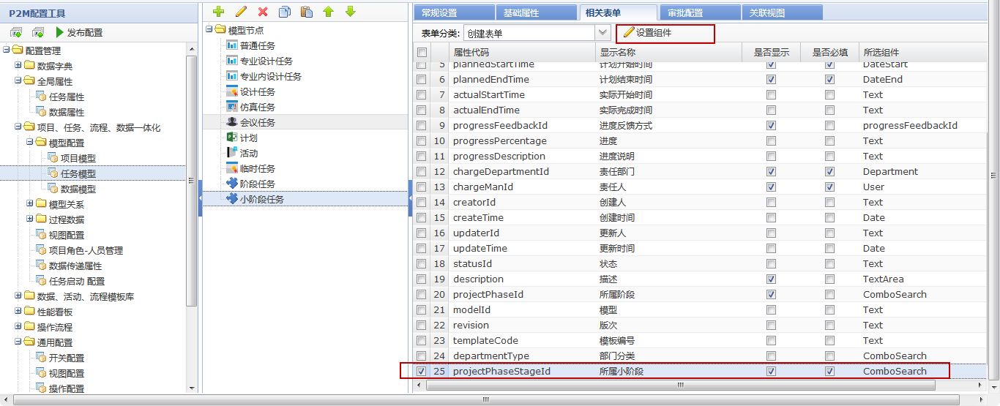 P2M配置工具
发布配置
配置管理
数据字典
全局属性
任务属性
数据属性
项目、任务、流程、数据一体化
模型配置
项目模型
任务模型
数据模型
模型关系
过程数据
视图配置
项目角色-人员管理
数据传递属性
任务启动 配置
数据、活动、流程模板库
性能看板
操作流程
通用配置
开关配置
视图配置
操作配置
模型节点
普通任务
专业设计任务
专业内设计任务
设计任务
仿真任务
会议任务
计划
活动
临时任务
阶段任务
小阶段任务
常规设置 基础属性 相关表单 审批配置 关联视图
表单分类: 创建表单 设置组件
属性代码 显示名称 是否显示 是否必填 所选组件
5 plannedStartTime 计划开始时间 DateStart
6 plannedEndTime 计划结束时间 DateEnd
7 actualStartTime 实际开始时间 Text
8 actualEndTime 实际完成时间 Text
9 progressFeedbackId 进度反馈方式 progressFeedbackId
10 progressPercentage 进度 Text
11 progressDescription 进度说明 Text
12 chargeDepartmentId 责任部门 Department
13 chargeManId 责任人 User
14 creatorId 创建人 Text
15 createTime 创建时间 Date
16 updaterId 更新人 Text
17 updateTime 更新时间 Date
18 statusId 状态 Text
19 description 描述 TextArea
20 projectPhaseId 所属阶段 ComboSearch
21 modelId 模型 Text
22 revision 版次 Text
23 templateCode 模板编号 Text
24 departmentType 部门分类 ComboSearch
25 projectPhaseStageId 所属小阶段 ComboSearch